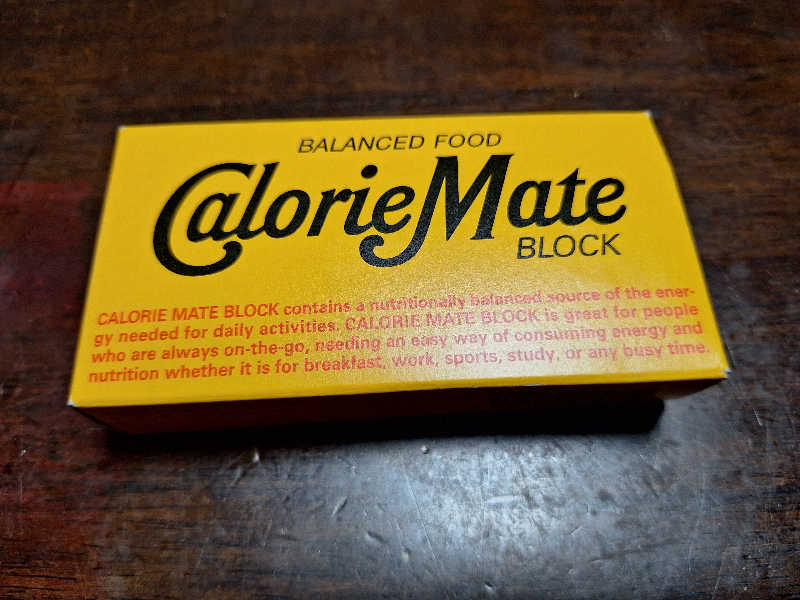 BALANCED FOOD
CalorieMate
BLOCK
CALORIE MATE BLOCK contains a nutritionally balanced source of the ener-
gy needed for daily activities. CALORIE MATE BLOCK is great for people
who are always on-the-go, needing an easy way of consuming energy and
nutrition whether it is for breakfast, work, sports, study, or any busy time.